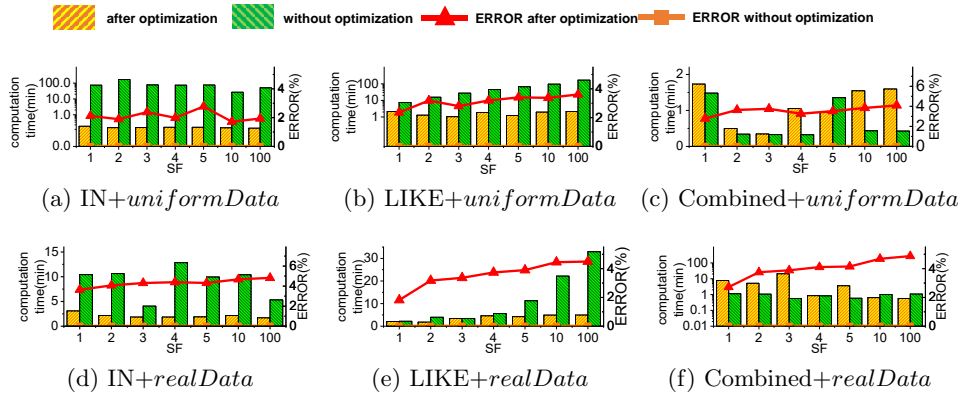 after optimization without optimization ERROR after optimization ERROR without optimization
computation time(min)
100.0
10.0
1.0
0.0
1 2 3 4 5 10 100
SF
4
2
0
ERROR(%)
(a) IN+uniformData
computation time(min)
100
10
1
1 2 3 4 5 10 100
SF
4
2
0
ERROR(%)
(b) LIKE+uniformData
computation time(min)
2
1
0
1 2 3 4 5 10 100
SF
6
4
2
0
ERROR(%)
(c) Combined+uniformData
computation time(min)
15
10
5
0
1 2 3 4 5 10 100
SF
6
4
2
0
ERROR(%)
(d) IN+realData
computation time(min)
30
20
10
0
1 2 3 4 5 10 100
SF
4
2
0
ERROR(%)
(e) LIKE+realData
computation time(min)
100
10
1
0.1
0.01
1 2 3 4 5 10 100
SF
4
2
0
ERROR(%)
(f) Combined+realData